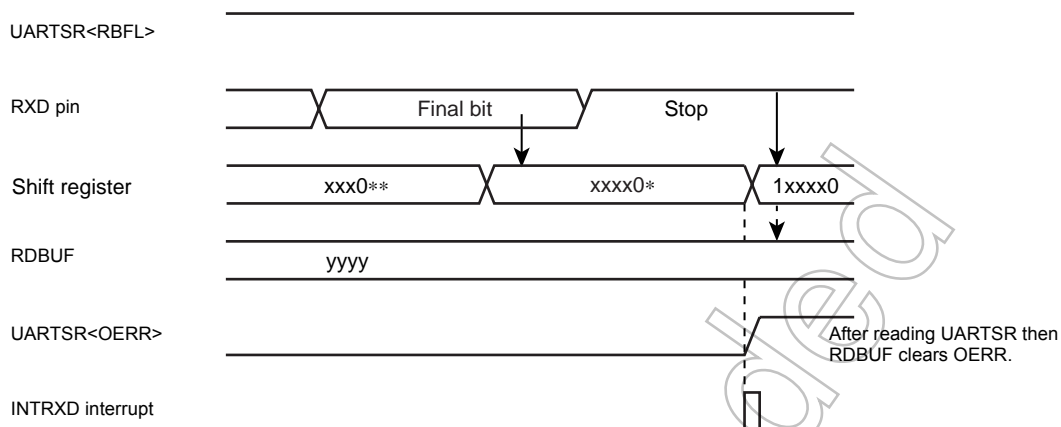 UARTSR<RBFL>
RXD pin
Final bit
Stop
Shift register
xxx0**
xxxx0*
1xxxx0
RDBUF
yyyy
UARTSR<OERR>
After reading UARTSR then
RDBUF clears OERR.
INTRXD interrupt